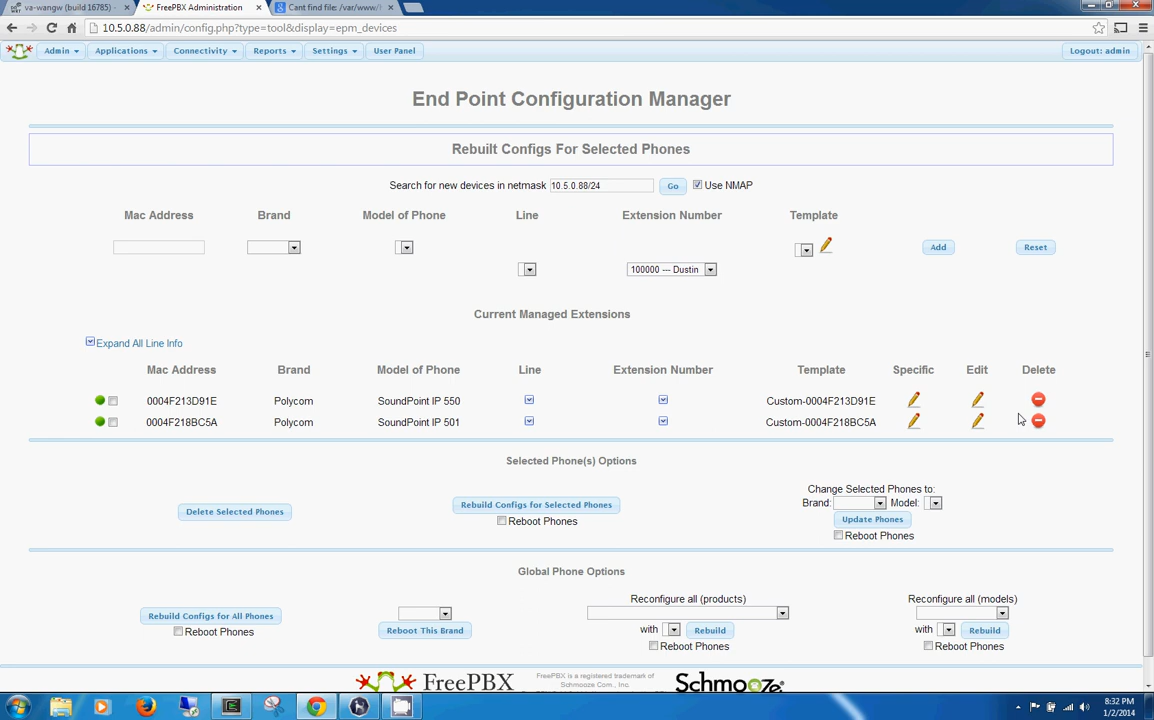 va-wangw (build 16785) -
FreePBX Administration
Cant find file: /var/www/
10.5.0.88/admin/config.php?type=tool&display=epm_devices
Admin
Applications
Connectivity
Reports
Settings
User Panel
Logout: admin
End Point Configuration Manager
Rebuilt Configs For Selected Phones
Search for new devices in netmask 10.5.0.88/24 Go Use NMAP
Mac Address Brand Model of Phone Line Extension Number Template
Add Reset
100000 --- Dustin
Current Managed Extensions
Expand All Line Info
Mac Address Brand Model of Phone Line Extension Number Template Specific Edit Delete
0004F213D91E Polycom SoundPoint IP 550 Custom-0004F213D91E
0004F218BC5A Polycom SoundPoint IP 501 Custom-0004F218BC5A
Selected Phone(s) Options
Delete Selected Phones
Rebuild Configs for Selected Phones
Reboot Phones
Change Selected Phones to:
Brand: Model:
Update Phones
Reboot Phones
Global Phone Options
Rebuild Configs for All Phones
Reboot Phones
Reboot This Brand
Reconfigure all (products)
with Rebuild
Reboot Phones
Reconfigure all (models)
with Rebuild
Reboot Phones
FreePBX
FreePBX is a registered trademark of
Schmooze Com., Inc.
Schmooze
8:32 PM
1/2/2014